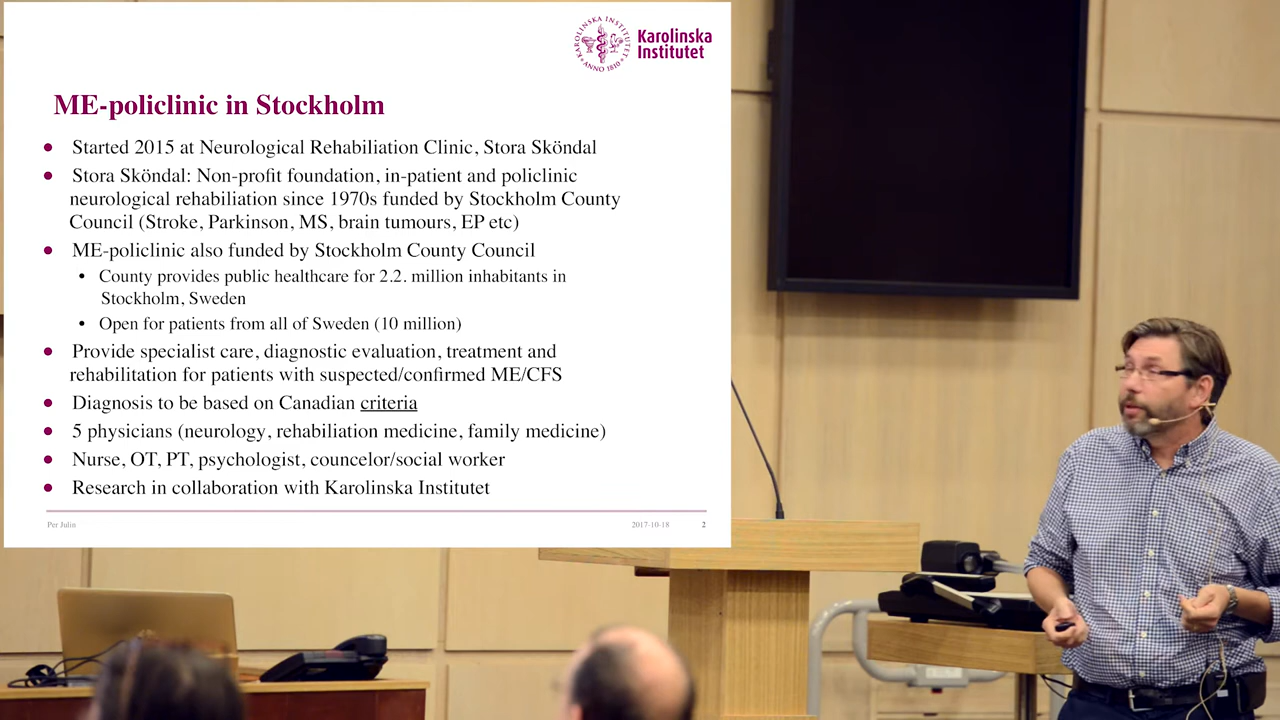 KAROLINSKA INSTITUTET
ANNO 1810
Karolinska
Institutet
ME-policlinic in Stockholm
• Started 2015 at Neurological Rehabiliation Clinic, Stora Sköndal
• Stora Sköndal: Non-profit foundation, in-patient and policlinic
neurological rehabiliation since 1970s funded by Stockholm County
Council (Stroke, Parkinson, MS, brain tumours, EP etc)
• ME-policlinic also funded by Stockholm County Council
• County provides public healthcare for 2.2. million inhabitants in
Stockholm, Sweden
• Open for patients from all of Sweden (10 million)
• Provide specialist care, diagnostic evaluation, treatment and
rehabilitation for patients with suspected/confirmed ME/CFS
• Diagnosis to be based on Canadian criteria
• 5 physicians (neurology, rehabiliation medicine, family medicine)
• Nurse, OT, PT, psychologist, councelor/social worker
• Research in collaboration with Karolinska Institutet
Per Julin 2017-10-18 2